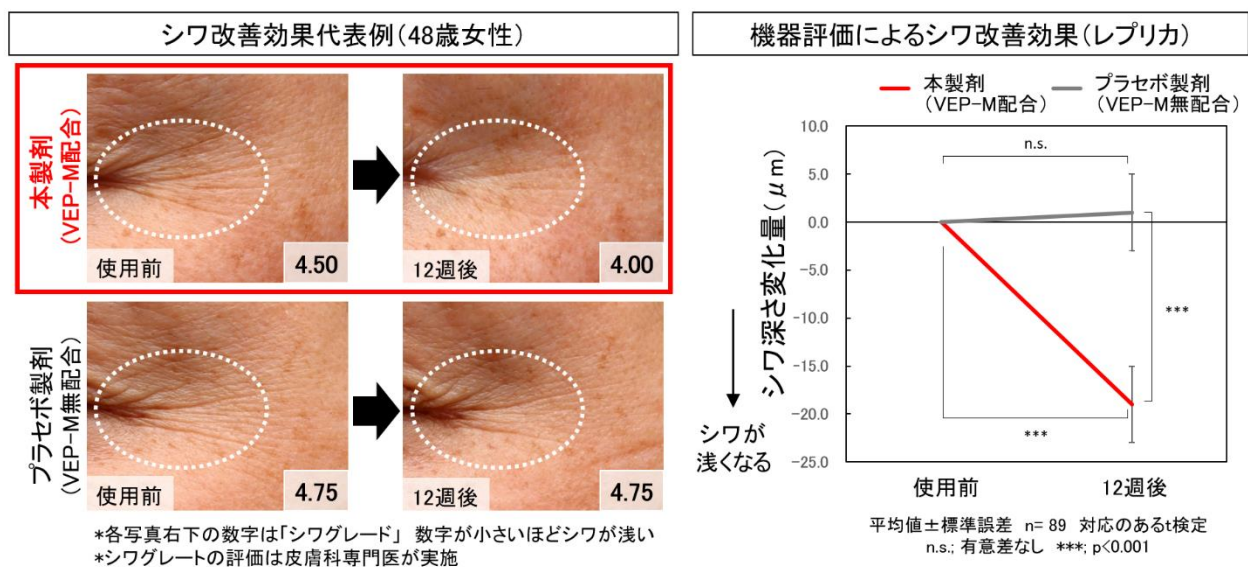 シワ改善効果代表例(48歳女性)
本製剤
(VEP-M配合)
使用前
4.50
12週後
4.00
プラセボ製剤
(VEP-M無配合)
使用前
4.75
12週後
4.75
*各写真右下の数字は「シワグレード」 数字が小さいほどシワが浅い
*シワグレートの評価は皮膚科専門医が実施
機器評価によるシワ改善効果(レプリカ)
本製剤
(VEP-M配合)
プラセボ製剤
(VEP-M無配合)
シワ深さ変化量(μm)
10.0
5.0
0.0
-5.0
-10.0
-15.0
-20.0
-25.0
n.s.
***
***
シワが
浅くなる
使用前
12週後
平均値±標準誤差 n= 89 対応のあるt検定
n.s.; 有意差なし ***; p<0.001